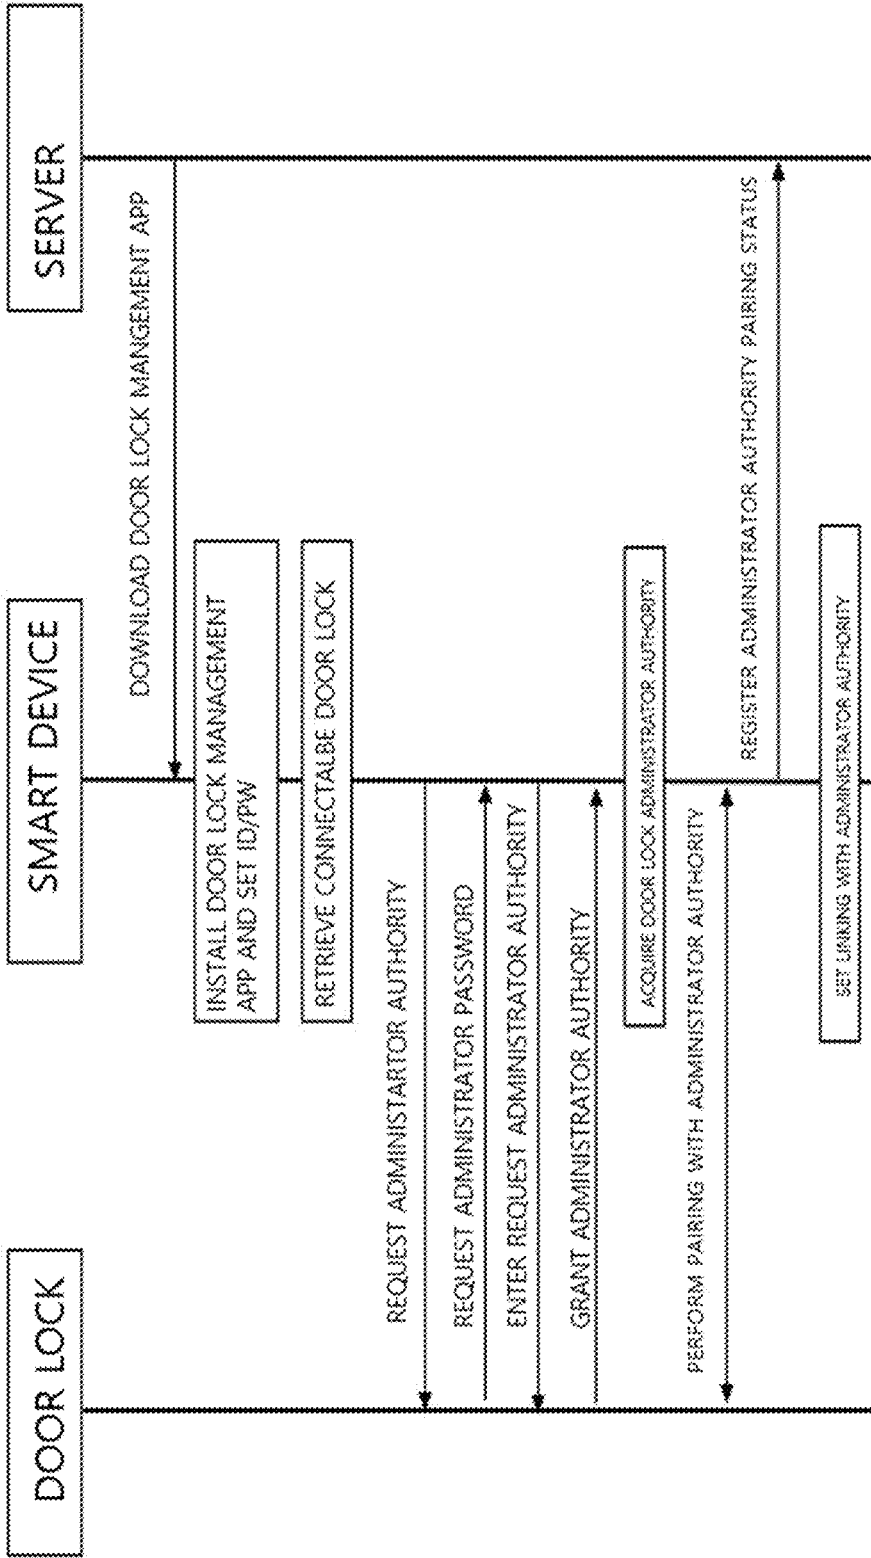 DOOR LOCK
SMART DEVICE
SERVER
DOWNLOAD DOOR LOCK MANGEMENT APP
INSTALL DOOR LOCK MANAGEMENT
APP AND SET ID/PW
RETRIEVE CONNECTALBE DOOR LOCK
REQUEST ADMINISTARTOR AUTHORITY
REQUEST ADMINISTRATOR PASSWORD
ENTER REQUEST ADMINISTRATOR AUTHORITY
GRANT ADMINISTRATOR AUTHORITY
ACQUIRE DOOR LOCK ADMINISTRATOR AUTHORITY
PERFORM PAIRING WITH ADMINISTRATOR AUTHORITY
REGISTER ADMINISTRATOR AUTHORITY PAIRING STATUS
SET LINKING WITH ADMINISTRATOR AUTHORITY